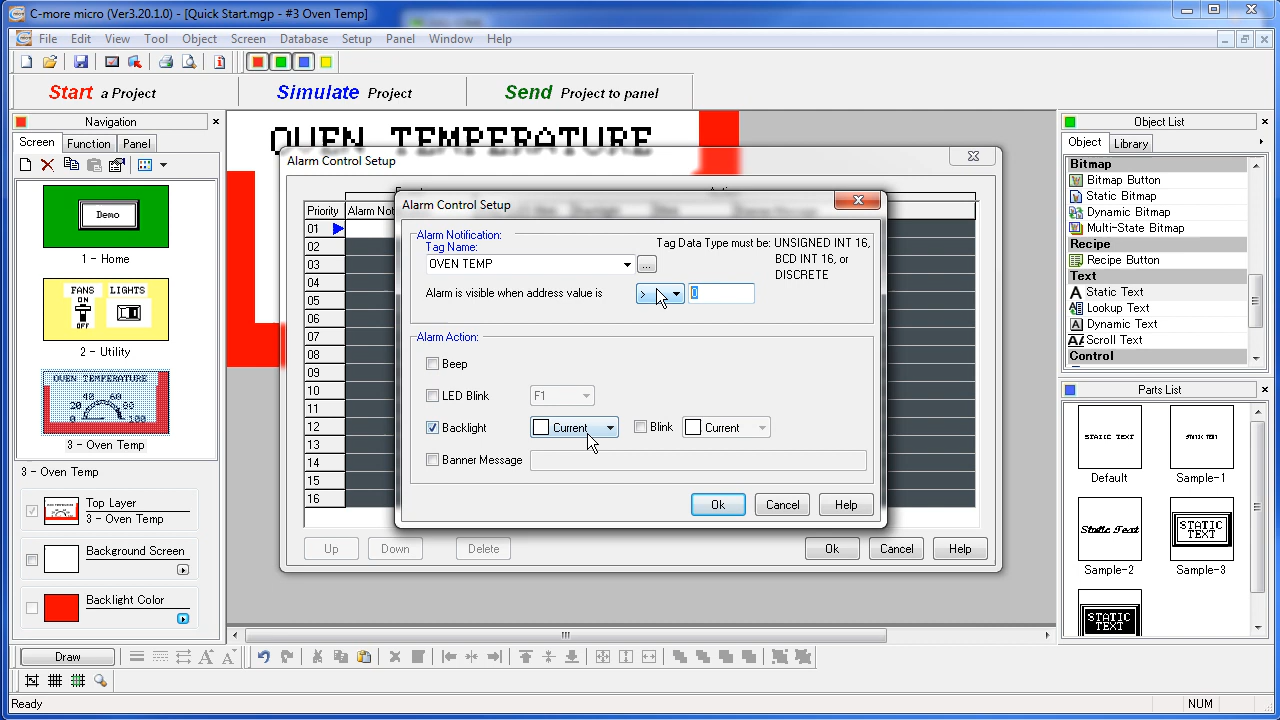 C-more micro (Ver3.20.1.0) - [Quick Start.mgp - #3 Oven Temp]
File Edit View Tool Object Screen Database Setup Panel Window Help
Start a Project Simulate Project Send Project to panel
Navigation
Screen Function Panel
Demo
1 - Home
FANS LIGHTS
ON
OFF
2 - Utility
OVEN TEMPERATURE
40 60
20 80
0 100
3 - Oven Temp
3 - Oven Temp
Top Layer
3 - Oven Temp
Background Screen
Backlight Color
OVEN TEMPERATURE
Alarm Control Setup
Priority
01
02
03
04
05
06
07
08
09
10
11
12
13
14
15
16
Up Down Delete Ok Cancel Help
Alarm Control Setup
Alarm Notification:
Tag Name:
OVEN TEMP ...
Tag Data Type must be: UNSIGNED INT 16,
BCD INT 16, or
DISCRETE
Alarm is visible when address value is > 0
Alarm Action:
Beep
LED Blink F1
Backlight Current Blink Current
Banner Message
Ok Cancel Help
Object List
Object Library
Bitmap
Bitmap Button
Static Bitmap
Dynamic Bitmap
Multi-State Bitmap
Recipe
Recipe Button
Text
Static Text
Lookup Text
Dynamic Text
Scroll Text
Control
Parts List
STATIC TEXT
Default
STATIC TEXT
Sample-1
Static Text
Sample-2
STATIC
TEXT
Sample-3
STATIC
TEXT
Draw
Ready NUM